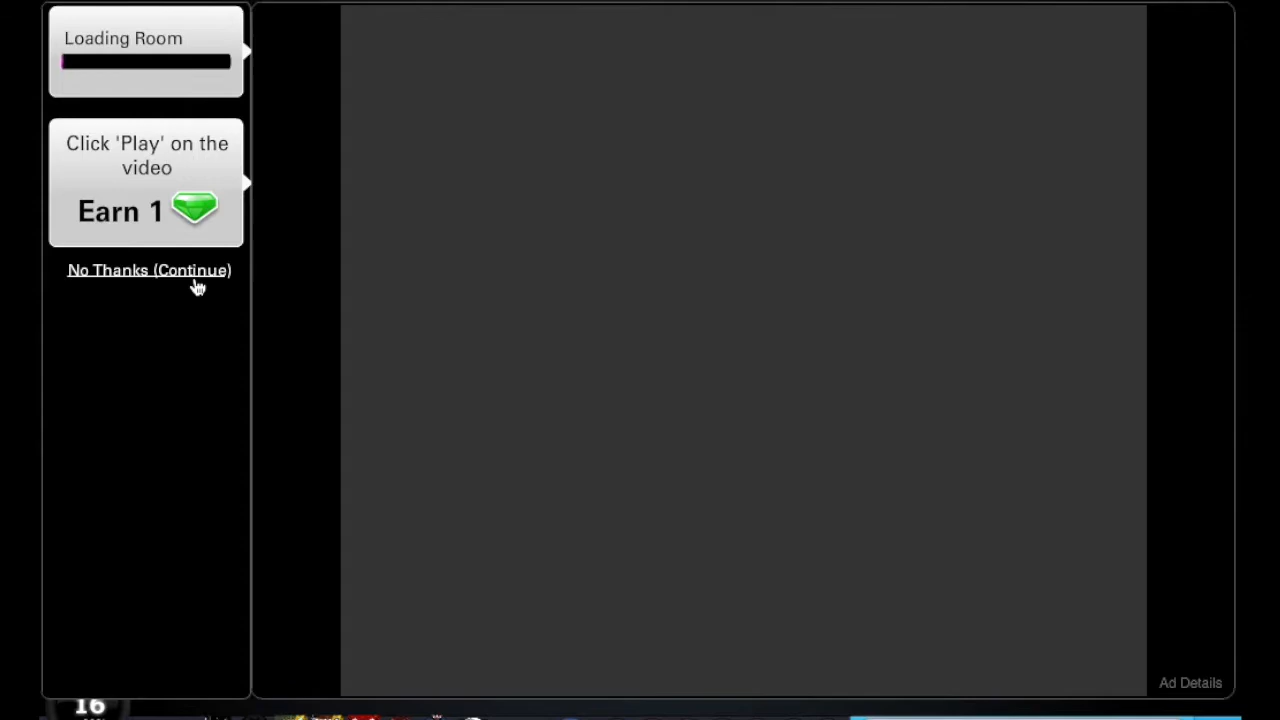 Loading Room
Click 'Play' on the
video
Earn 1
No Thanks (Continue)
Ad Details
16